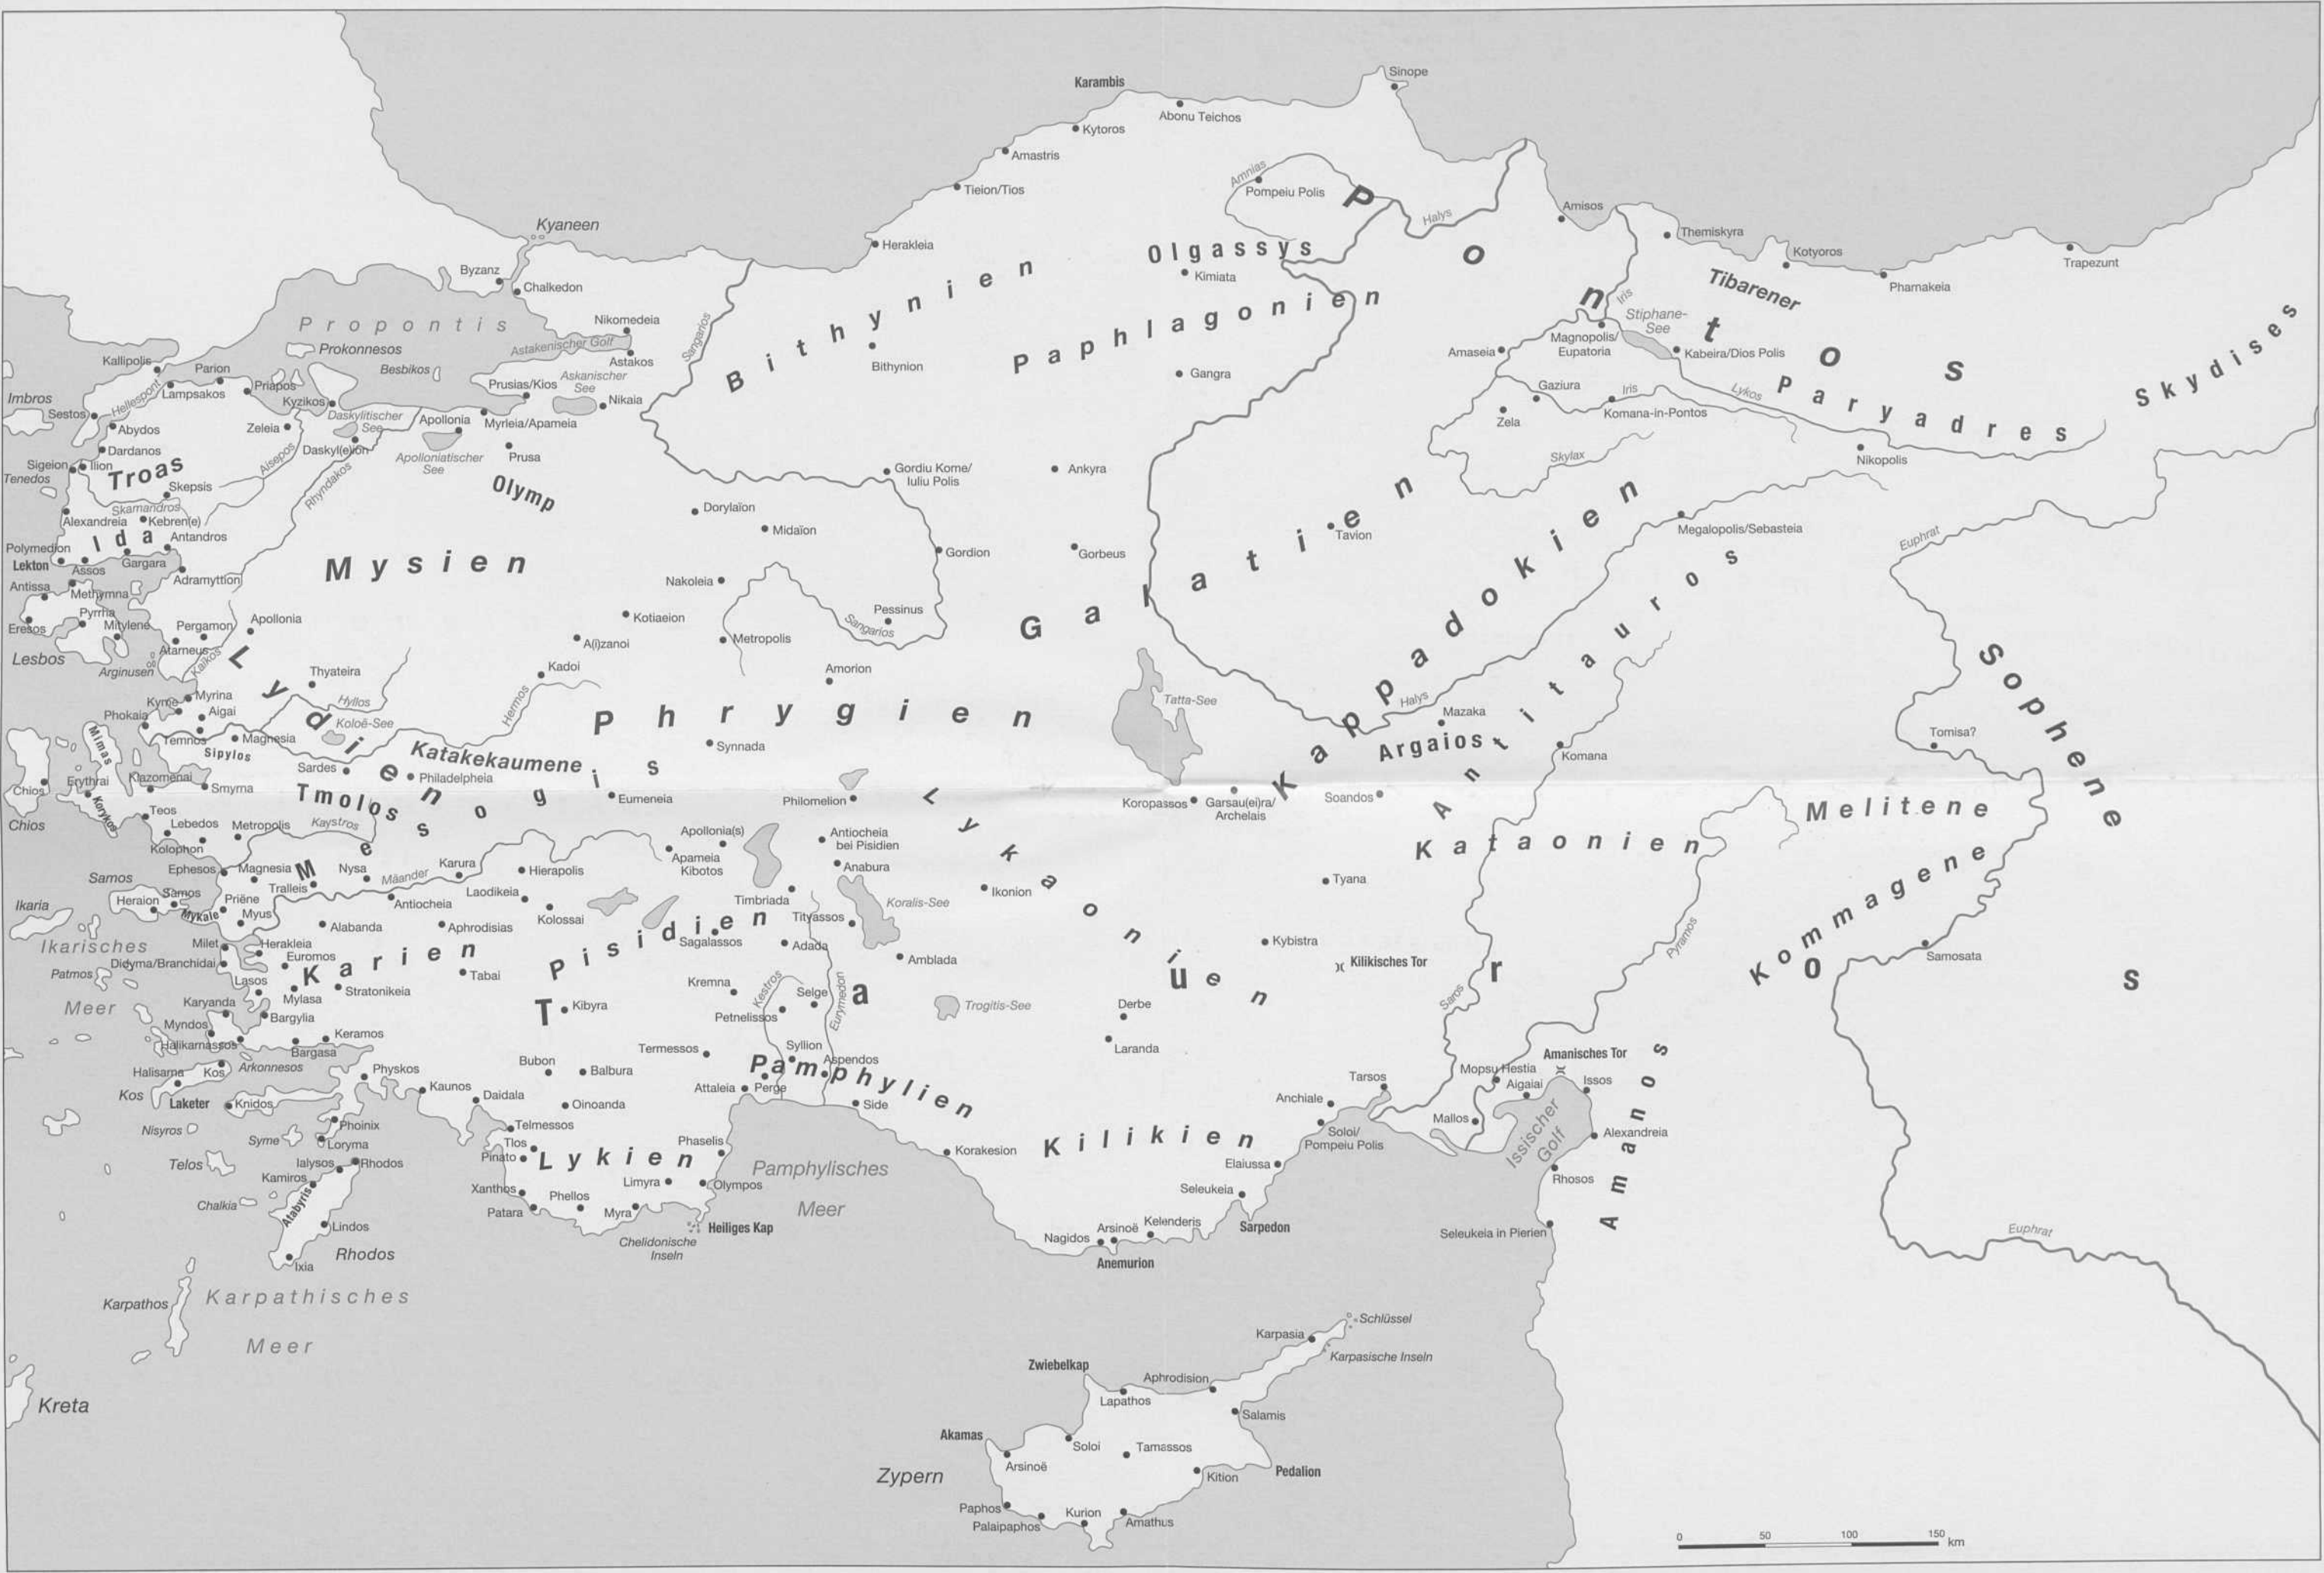 Karambis
Sinope
Abonu Teichos
Kytoros
Amastris
Tieion/Tios
Amnias
Pompeiu Polis
Halys
Amisos
Themiskyra
Kotyoros
Trapezunt
Pharnakeia
Kyaneen
Herakleia
Olgassys
Kimiata
Pontos
Tibarener
Byzanz
Chalkedon
Bithynien
Paphlagonien
Iris
Stiphane-
See
Propontis
Nikomedeia
Prokonnesos
Astakenischer Golf
Astakos
Sangarios
Bithynion
Gangra
Amaseia
Magnopolis/
Eupatoria
Kabeira/Dios Polis
Skydises
Kallipolis
Parion
Besbikos
Askanischer
See
Prusias/Kios
Nikaia
Priapos
Lampsakos
Kyzikos
Hellespont
Imbros
Sestos
Abydos
Zeleia
Daskylitischer
See
Apollonia
Myrleia/Apameia
Gaziura
Iris
Komana-in-Pontos
Zela
Lykos
Paryadres
Dardanos
Sigeion
Ilion
Troas
Tenedos
Aisepos
Daskyl(e)ion
Apolloniatischer
See
Prusa
Rhyndakos
Olymp
Gordiu Kome/
Iuliu Polis
Ankyra
Skylax
Nikopolis
Skepsis
Skamandros
Alexandreia
Kebren(e)
Ida
Antandros
Dorylaïon
Midaïon
Tavion
Megalopolis/Sebasteia
Euphrat
Polymedion
Lekton
Assos
Gargara
Adramyttion
Mysien
Gordion
Gorbeus
Galatien
Kappadokien
Antitauros
Antissa
Methymna
Pyrrha
Mitylene
Eresos
Lesbos
Arginusen
Pergamon
Apollonia
Atarneus
Kaikos
Nakoleia
Kotiaeion
A(i)zanoi
Kadoi
Metropolis
Pessinus
Sangarios
Amorion
Sophene
Lydien
Thyateira
Hyllos
Koloë-See
Hermos
Phrygien
Tatta-See
Halys
Mazaka
Argaios
Tomisa?
Kyme
Myrina
Aigai
Phokaia
Temnos
Magnesia
Sipylos
Mimas
Sardes
Katakekaumene
Philadelpheia
Synnada
Komana
Klazomenai
Erythrai
Smyrna
Chios
Chios
Korykos
Teos
Tmolos
Mesogis
Eumeneia
Philomelion
Lykaonien
Koropassos
Garsau(ei)ra/
Archelais
Soandos
Melitene
Lebedos
Metropolis
Kaystros
Kolophon
Apollonia(s)
Antiocheia
bei Pisidien
Kataonien
Ephesos
Magnesia
Nysa
Mäander
Karura
Hierapolis
Apameia
Kibotos
Anabura
Tyana
Kommagene
Samos
Samos
Heraion
Ikaria
Mykale
Tralleis
Priëne
Myus
Antiocheia
Laodikeia
Kolossai
Timbriada
Tityassos
Koralis-See
Ikonion
Ikarisches
Meer
Milet
Herakleia
Alabanda
Aphrodisias
Pisidien
Sagalassos
Adada
Amblada
Kybistra
Kilikisches Tor
Pyramos
Samosata
Patmos
Didyma/Branchidai
Euromos
Karien
Tabai
Lasos
Mylasa
Stratonikeia
Tauros
Kibyra
Kremna
Kestros
Selge
Eurymedon
Petnelissos
Trogitis-See
Derbe
Laranda
Saros
Karyanda
Bargylia
Myndos
Halikarnassos
Keramos
Bargasa
Termessos
Syllion
Aspendos
Pamphylien
Attaleia
Perge
Side
Bubon
Balbura
Oinoanda
Amanisches Tor
Mopsu Hestia
Aigaiai
Issos
Amanos
Tarsos
Anchiale
Mallos
Soloi/
Pompeiu Polis
Issischer
Golf
Alexandreia
Halisarna
Kos
Kos
Arkonnesos
Physkos
Kaunos
Daidala
Laketer
Knidos
Nisyros
Syme
Phoinix
Loryma
Telmessos
Tlos
Pinato
Lykien
Phaselis
Korakesion
Kilikien
Elaiussa
Telos
Ialysos
Rhodos
Kamiros
Atabyris
Chalkia
Lindos
Ixia
Rhodos
Xanthos
Patara
Phellos
Limyra
Myra
Olympos
Pamphylisches
Meer
Heiliges Kap
Chelidonische
Inseln
Seleukeia
Sarpedon
Nagidos
Arsinoë
Kelenderis
Anemurion
Rhosos
Seleukeia in Pierien
Euphrat
Karpathos
Karpathisches
Meer
Kreta
Schlüssel
Karpasia
Karpasische Inseln
Zwiebelkap
Aphrodision
Lapathos
Salamis
Akamas
Soloi
Tamassos
Arsinoë
Zypern
Kition
Pedalion
Paphos
Palaipaphos
Kurion
Amathus
0 50 100 150 km